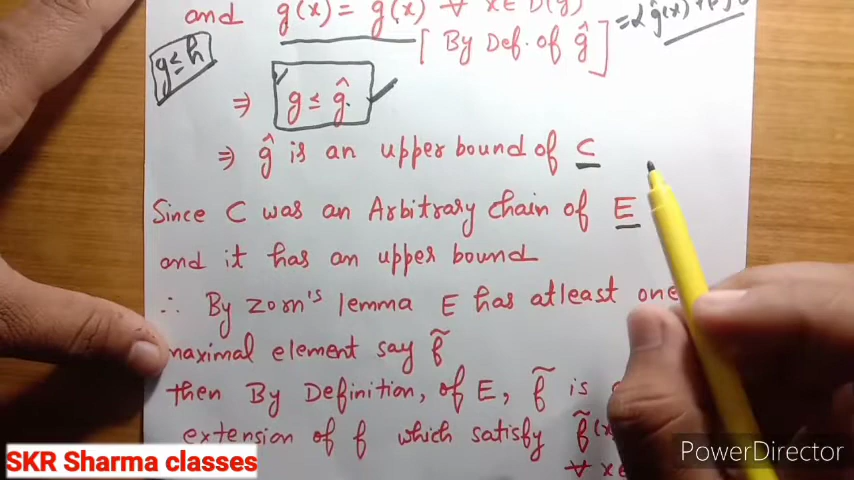 and g(x) = ĝ(x) ∀ x∈ D(g)
= αĝ(x) +
[By Def. of ĝ]
g ≤ h
⇒ g ≤ ĝ.
⇒ ĝ is an upper bound of C
Since C was an Arbitrary chain of E
and it has an upper bound
∴ By Zorn's lemma E has atleast one
maximal element say f̃
then By Definition, of E, f̃ is
extension of f which satisfy f̃(x
∀ x∈
PowerDirector
SKR Sharma classes